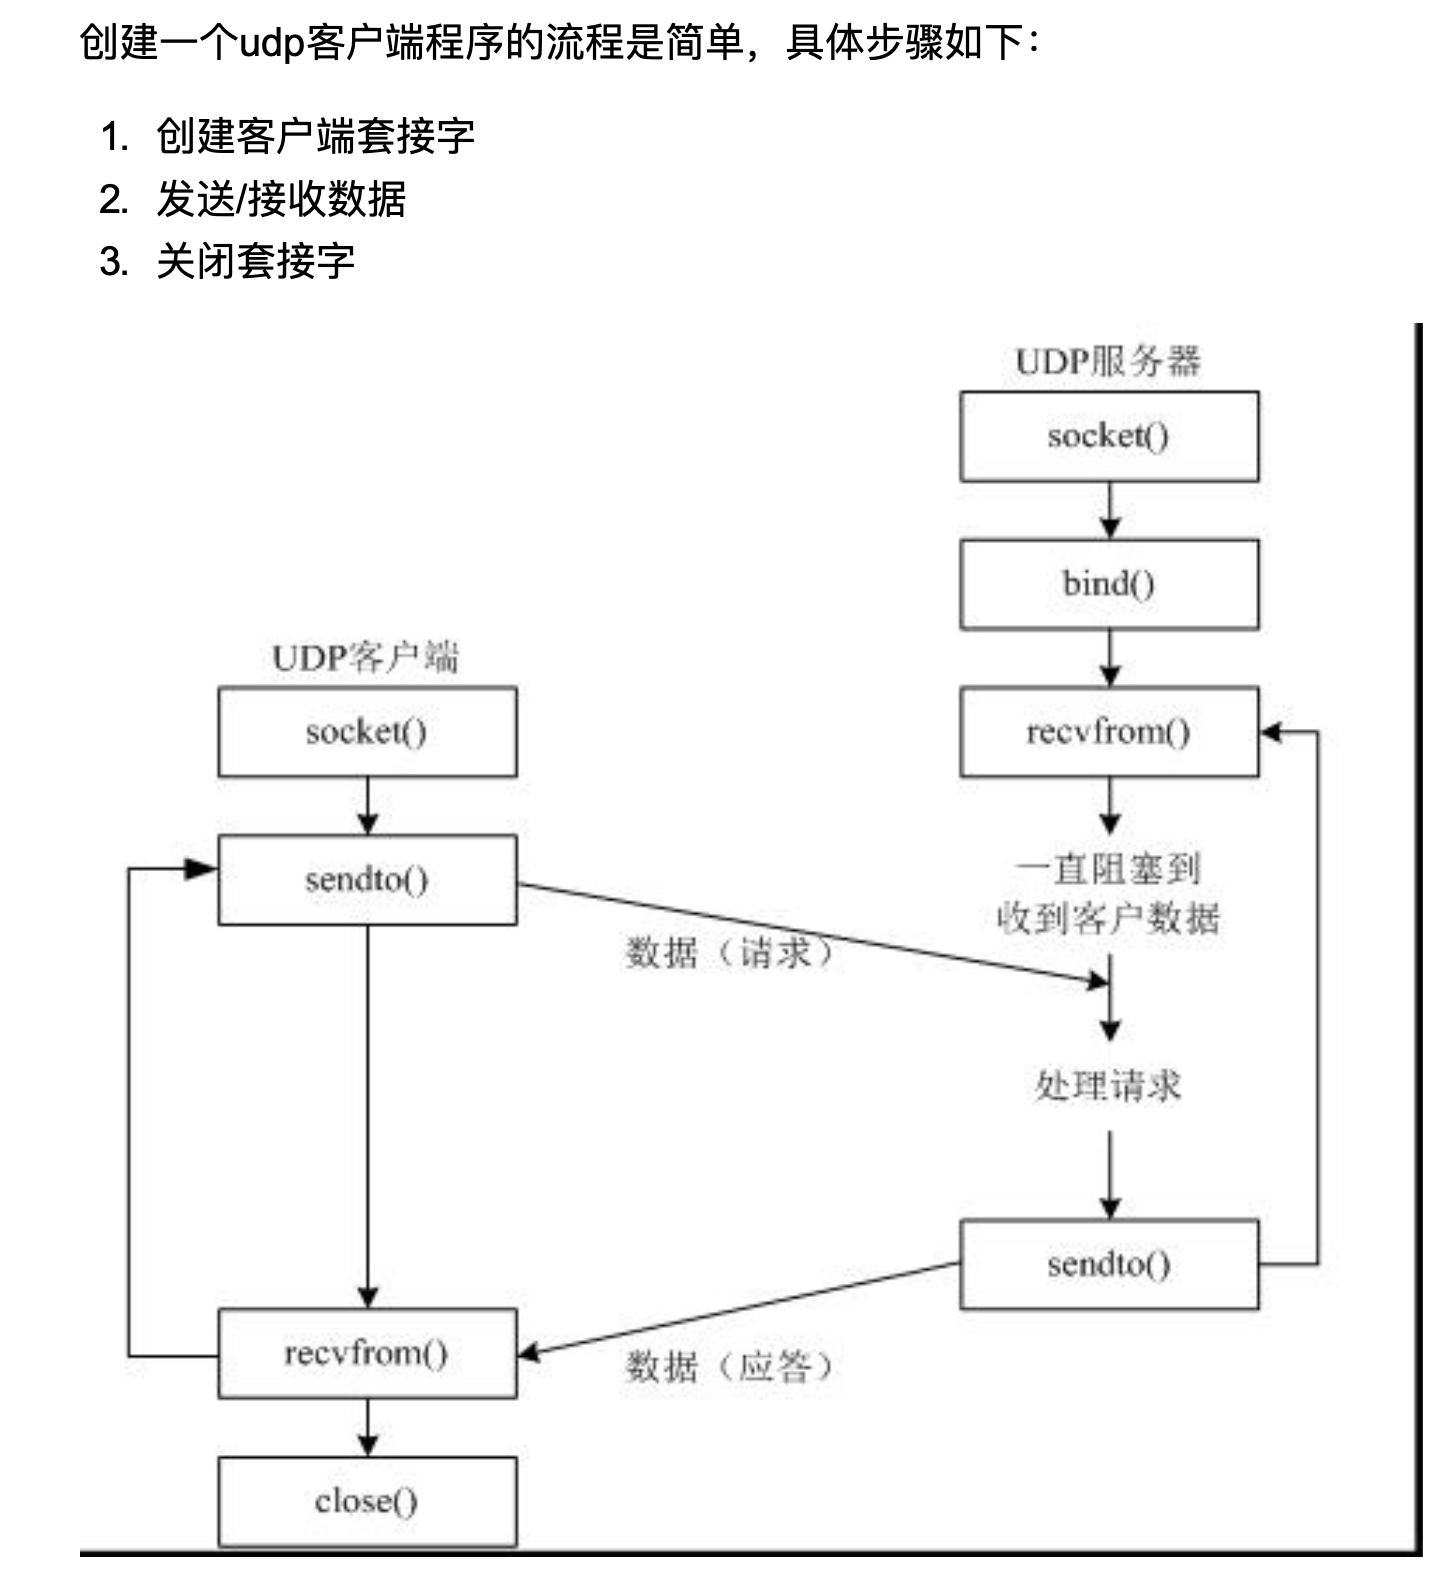 创建一个udp客户端程序的流程是简单，具体步骤如下：
1. 创建客户端套接字
2. 发送/接收数据
3. 关闭套接字
UDP服务器
socket()
bind()
UDP客户端
socket()
recvfrom()
sendto()
一直阻塞到
收到客户数据
数据（请求）
处理请求
sendto()
recvfrom()
数据（应答）
close()